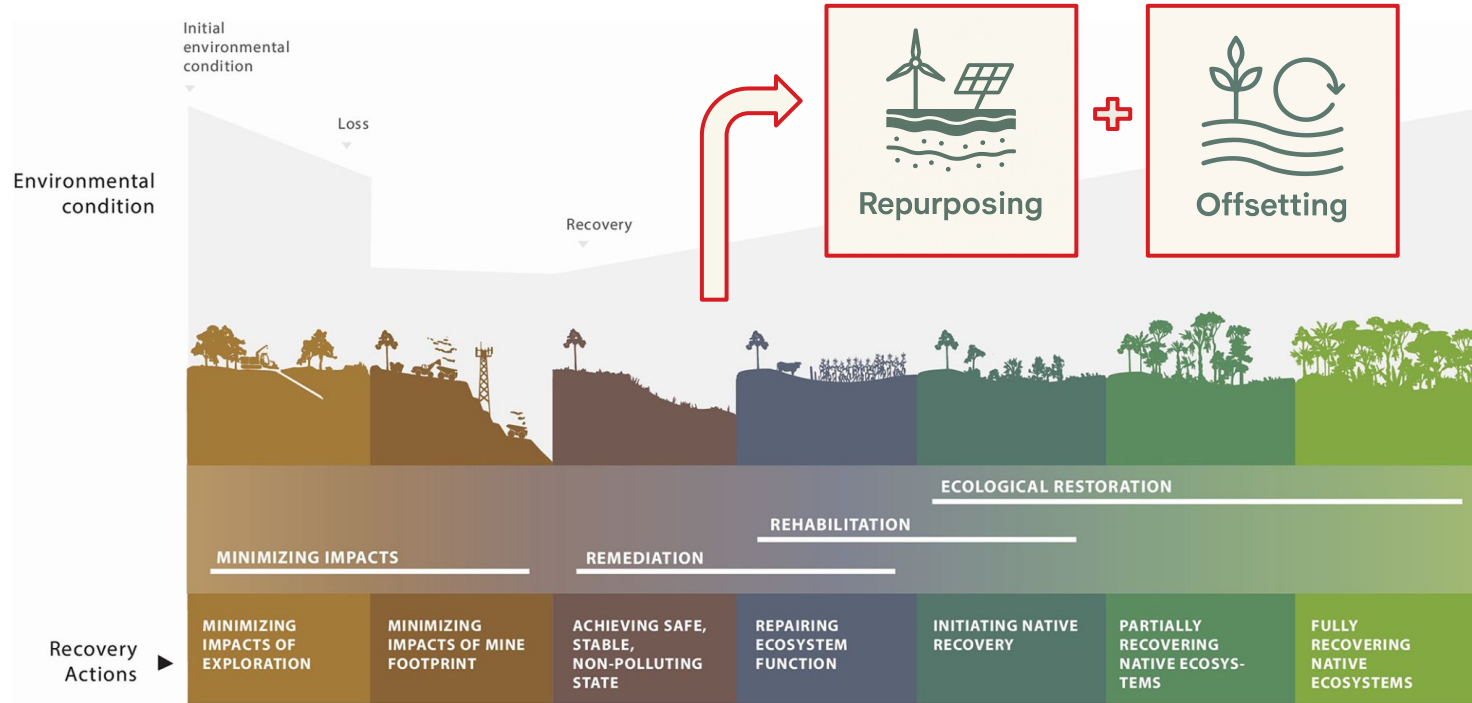 Initial
environmental
condition
Loss
Environmental
condition
Recovery
Repurposing
Offsetting
ECOLOGICAL RESTORATION
REHABILITATION
MINIMIZING IMPACTS
REMEDIATION
Recovery
Actions
MINIMIZING
IMPACTS OF
EXPLORATION
MINIMIZING
IMPACTS OF MINE
FOOTPRINT
ACHIEVING SAFE,
STABLE,
NON-POLLUTING
STATE
REPAIRING
ECOSYSTEM
FUNCTION
INITIATING NATIVE
RECOVERY
PARTIALLY
RECOVERING
NATIVE ECOSYS-
TEMS
FULLY
RECOVERING
NATIVE
ECOSYSTEMS